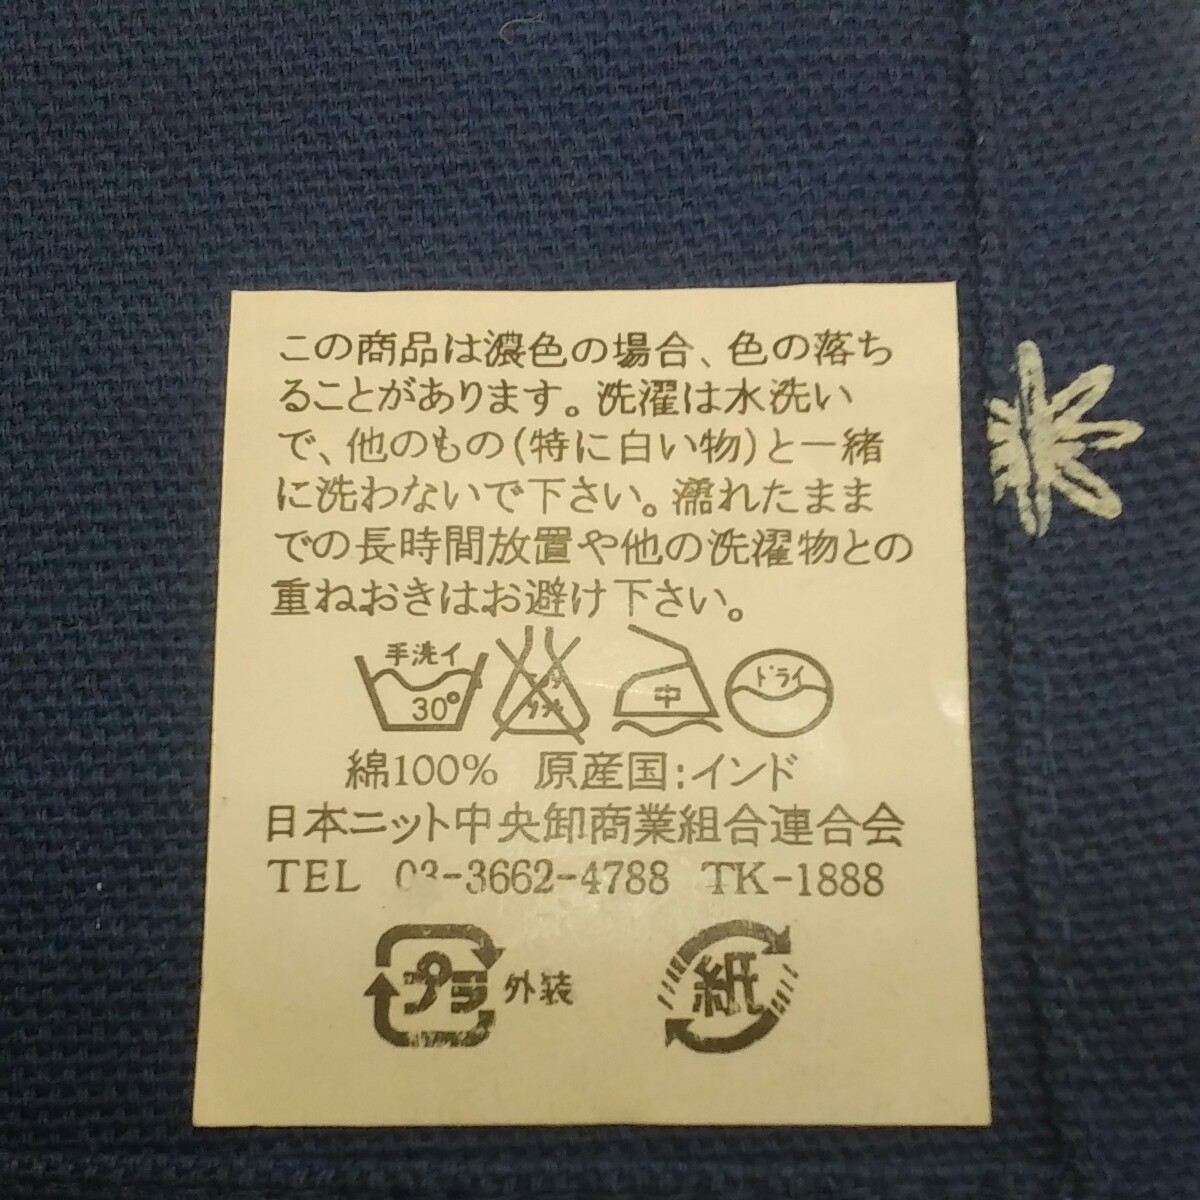 この商品は濃色の場合、色の落ち
ることがあります。洗濯は水洗い
で、他のもの(特に白い物)と一緒
に洗わないで下さい。濡れたまま
での長時間放置や他の洗濯物との
重ねおきはお避け下さい。
手洗イ 30° エンソ サラシ 中 ドライ
綿100% 原産国:インド
日本ニット中央卸商業組合連合会
TEL 03-3662-4788 TK-1888
プラ 外装 紙